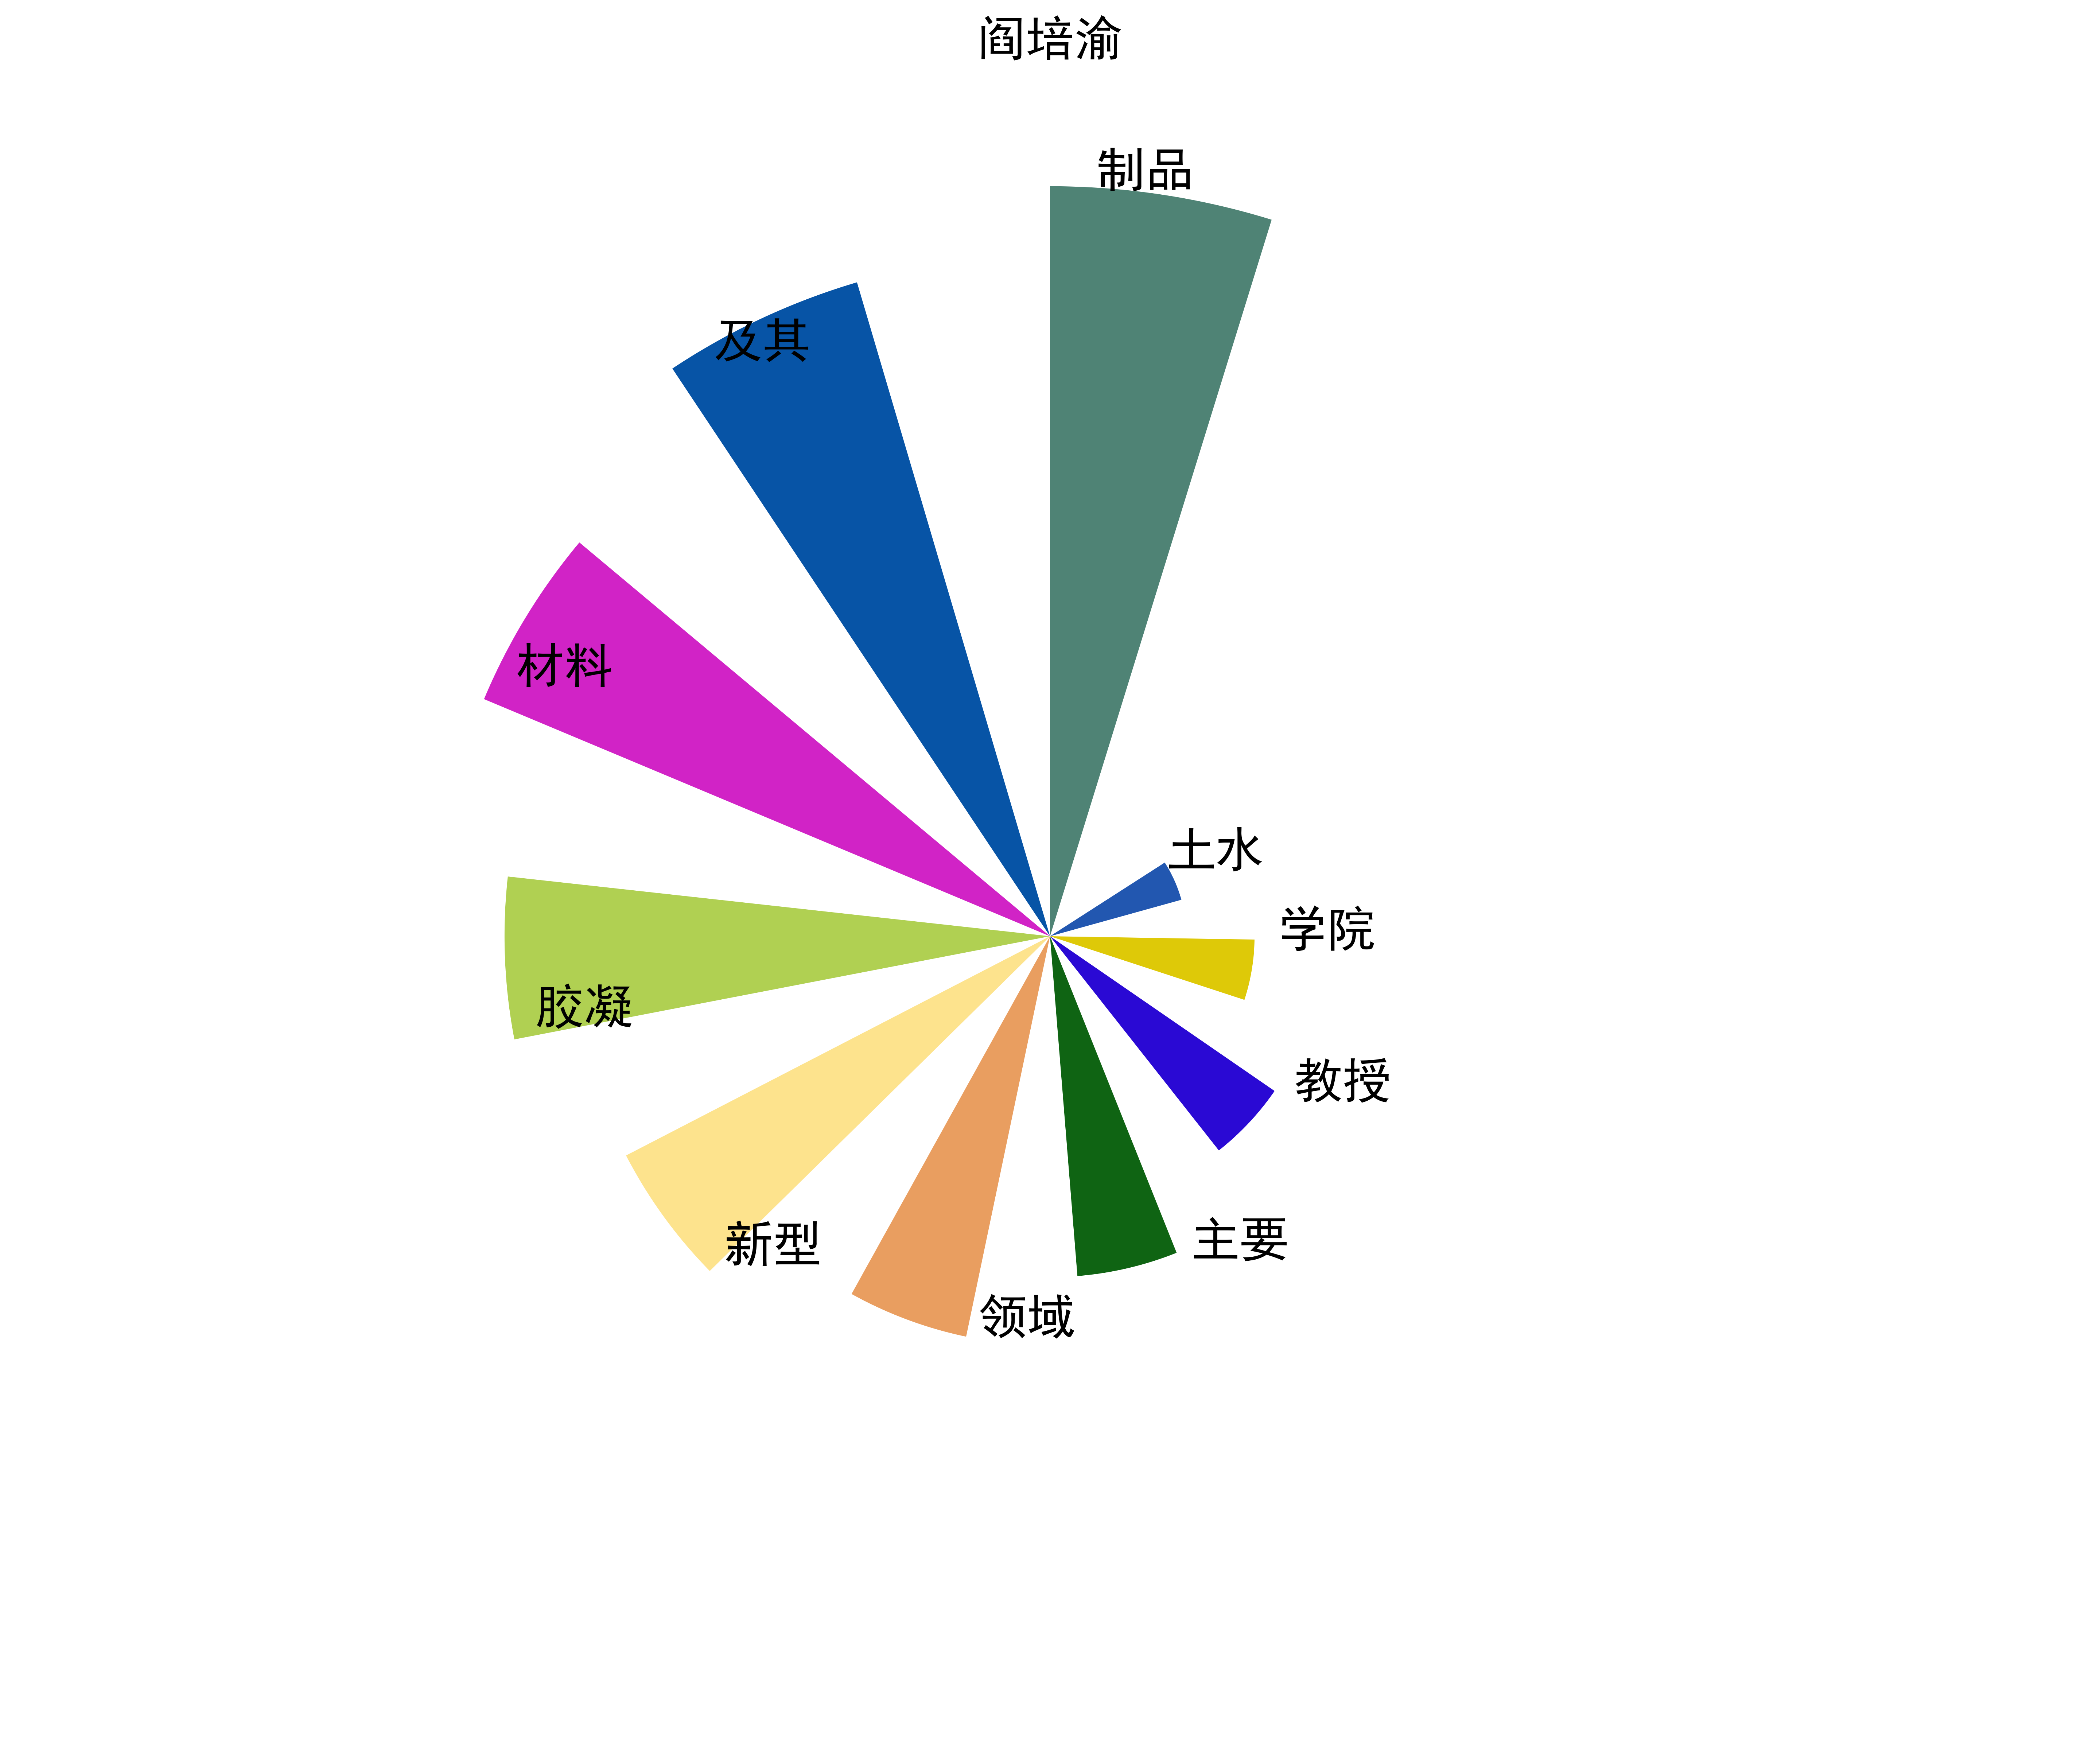 阎培渝
制品
及其
材料
土水
学院
胶凝
教授
新型
主要
领域